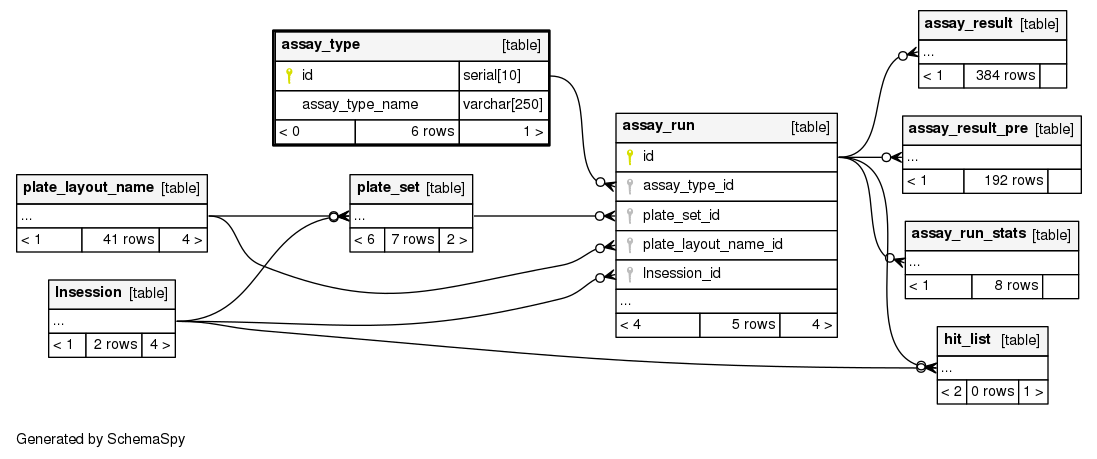 assay_type [table]
id serial[10]
assay_type_name varchar[250]
< 0 6 rows 1 >
plate_layout_name [table]
...
< 1 41 rows 4 >
lnsession [table]
...
< 1 2 rows 4 >
plate_set [table]
...
< 6 7 rows 2 >
assay_run [table]
id
assay_type_id
plate_set_id
plate_layout_name_id
lnsession_id
...
< 4 5 rows 4 >
assay_result [table]
...
< 1 384 rows
assay_result_pre [table]
...
< 1 192 rows
assay_run_stats [table]
...
< 1 8 rows
hit_list [table]
...
< 2 0 rows 1 >
Generated by SchemaSpy